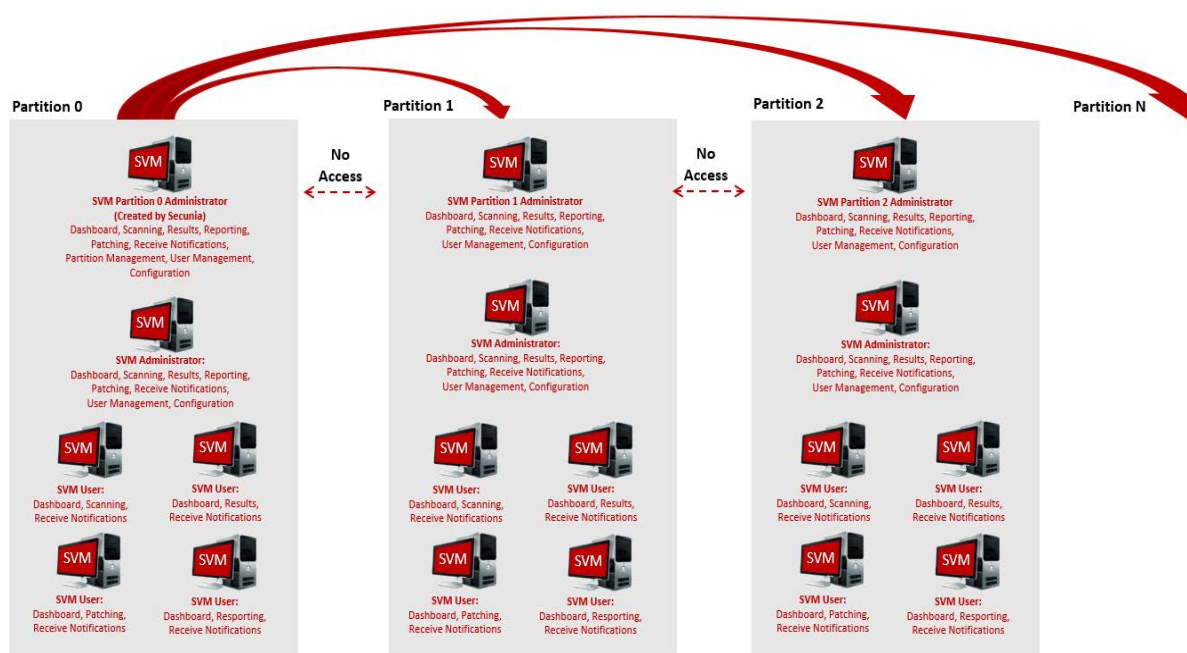 Partition 0
SVM
SVM Partition 0 Administrator
(Created by Secunia)
Dashboard, Scanning, Results, Reporting,
Patching, Receive Notifications,
Partition Management, User Management,
Configuration
SVM
SVM Administrator:
Dashboard, Scanning, Results, Reporting,
Patching, Receive Notifications,
User Management, Configuration
SVM
SVM User:
Dashboard, Scanning,
Receive Notifications
SVM
SVM User:
Dashboard, Results,
Receive Notifications
SVM
SVM User:
Dashboard, Patching,
Receive Notifications
SVM
SVM User:
Dashboard, Resporting,
Receive Notifications
No
Access
Partition 1
SVM
SVM Partition 1 Administrator
Dashboard, Scanning, Results, Reporting,
Patching, Receive Notifications,
User Management, Configuration
SVM
SVM Administrator:
Dashboard, Scanning, Results, Reporting,
Patching, Receive Notifications,
User Management, Configuration
SVM
SVM User:
Dashboard, Scanning,
Receive Notifications
SVM
SVM User:
Dashboard, Results,
Receive Notifications
SVM
SVM User:
Dashboard, Patching,
Receive Notifications
SVM
SVM User:
Dashboard, Resporting,
Receive Notifications
No
Access
Partition 2
SVM
SVM Partition 2 Administrator
Dashboard, Scanning, Results, Reporting,
Patching, Receive Notifications,
User Management, Configuration
SVM
SVM Administrator:
Dashboard, Scanning, Results, Reporting,
Patching, Receive Notifications,
User Management, Configuration
SVM
SVM User:
Dashboard, Scanning,
Receive Notifications
SVM
SVM User:
Dashboard, Results,
Receive Notifications
SVM
SVM User:
Dashboard, Patching,
Receive Notifications
SVM
SVM User:
Dashboard, Resporting,
Receive Notifications
Partition N